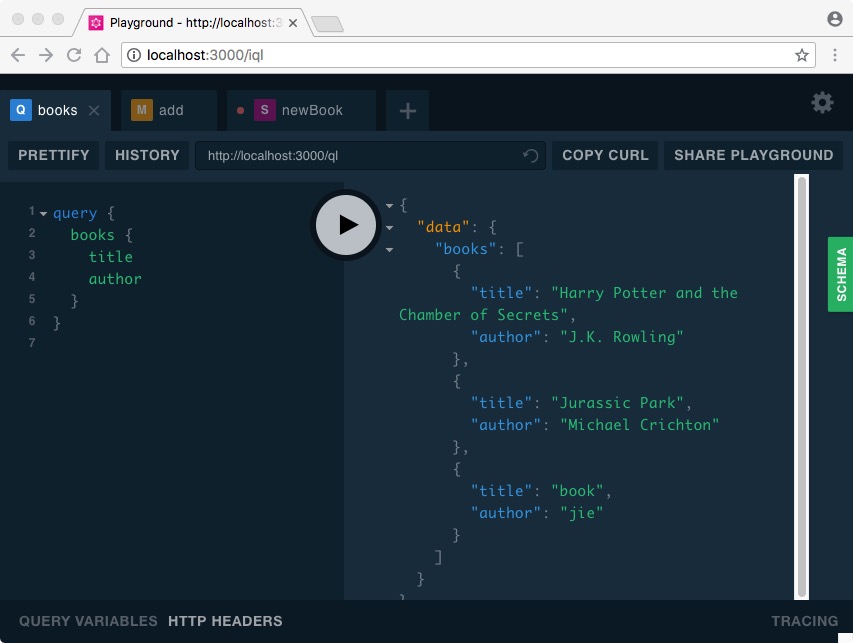 Playground - http://localhost:3
localhost:3000/iql
Q books M add S newBook
PRETTIFY HISTORY http://localhost:3000/ql COPY CURL SHARE PLAYGROUND
1 query {
2 books {
3 title
4 author
5 }
6 }
7
{
"data": {
"books": [
{
"title": "Harry Potter and the
Chamber of Secrets",
"author": "J.K. Rowling"
},
{
"title": "Jurassic Park",
"author": "Michael Crichton"
},
{
"title": "book",
"author": "jie"
}
]
}
SCHEMA
QUERY VARIABLES HTTP HEADERS TRACING